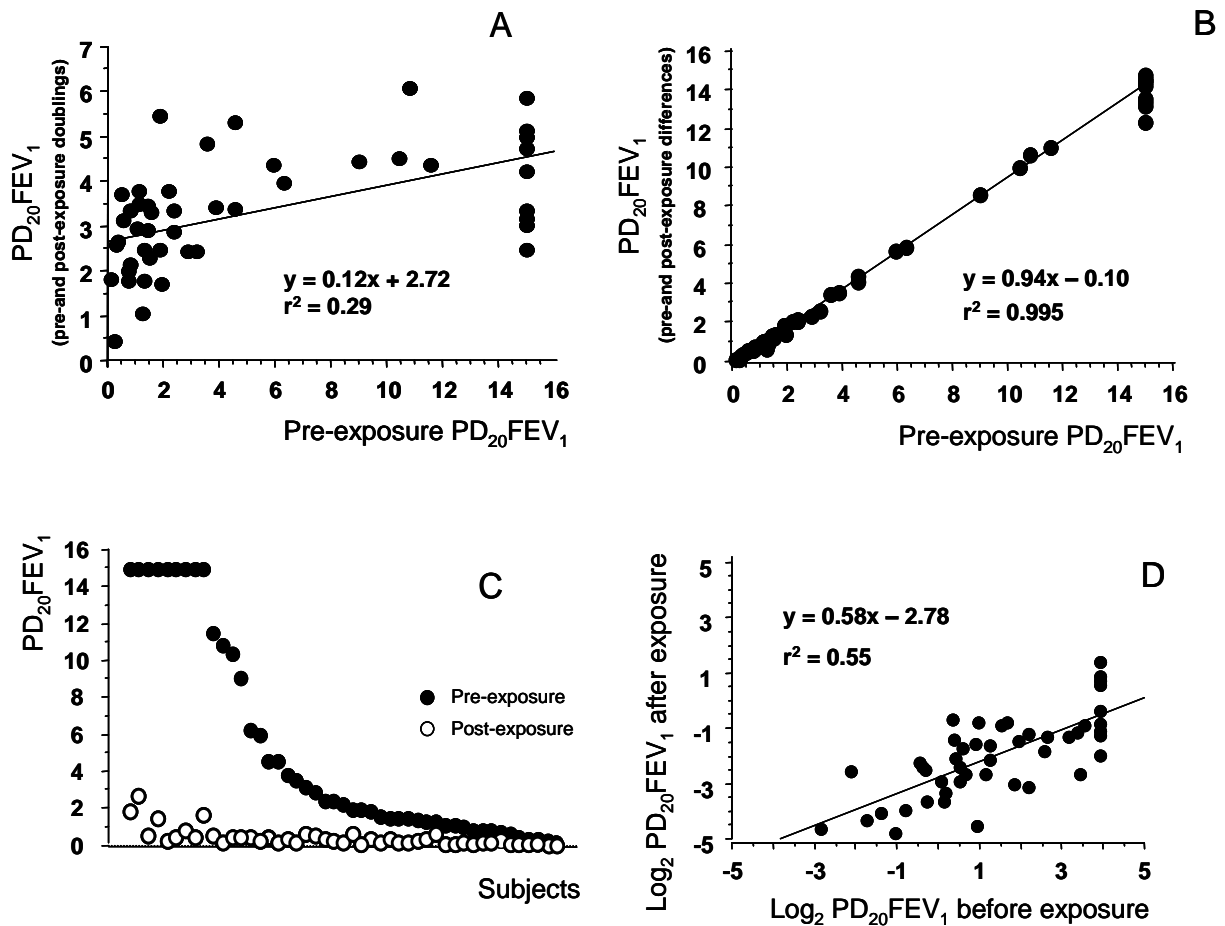 A
7
6
5
4
3
2
1
0
PD20FEV1
(pre-and post-exposure doublings)
y = 0.12x + 2.72
r2 = 0.29
0 2 4 6 8 10 12 14 16
Pre-exposure PD20FEV1
B
16
14
12
10
8
6
4
2
0
PD20FEV1
(pre-and post-exposure differences)
y = 0.94x – 0.10
r2 = 0.995
0 2 4 6 8 10 12 14 16
Pre-exposure PD20FEV1
C
16
14
12
10
8
6
4
2
0
PD20FEV1
Pre-exposure
Post-exposure
Subjects
D
5
3
1
-1
-3
-5
Log2 PD20FEV1 after exposure
y = 0.58x – 2.78
r2 = 0.55
-5 -3 -1 1 3 5
Log2 PD20FEV1 before exposure